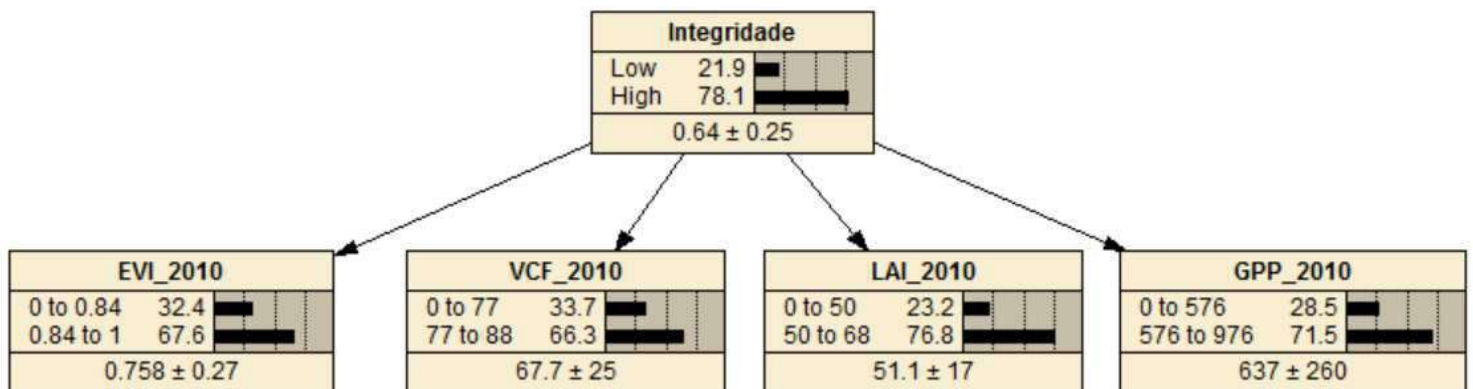 Integridade
Low 21.9
High 78.1
0.64 ± 0.25
EVI_2010
0 to 0.84 32.4
0.84 to 1 67.6
0.758 ± 0.27
VCF_2010
0 to 77 33.7
77 to 88 66.3
67.7 ± 25
LAI_2010
0 to 50 23.2
50 to 68 76.8
51.1 ± 17
GPP_2010
0 to 576 28.5
576 to 976 71.5
637 ± 260